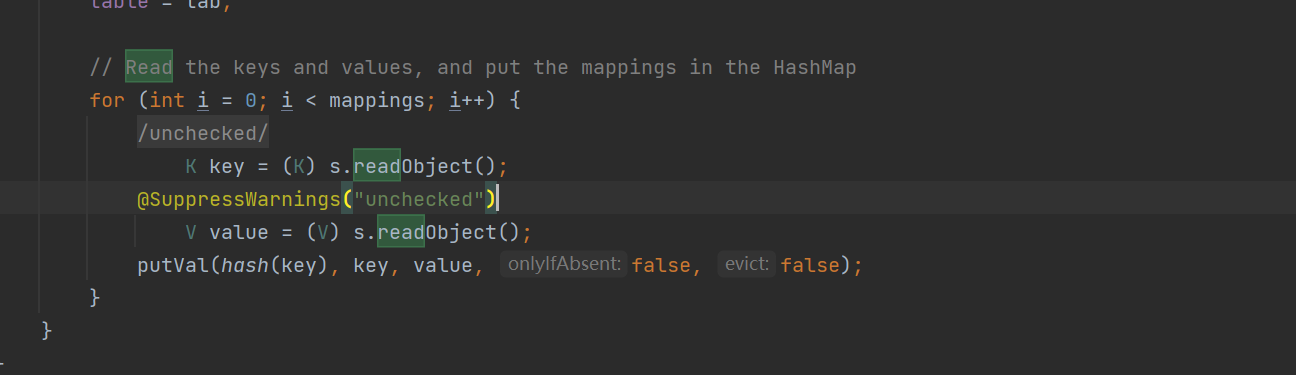 table = tab;
// Read the keys and values, and put the mappings in the HashMap
for (int i = 0; i < mappings; i++) {
/unchecked/
K key = (K) s.readObject();
@SuppressWarnings("unchecked")
V value = (V) s.readObject();
putVal(hash(key), key, value, onlyIfAbsent: false, evict: false);
}
}